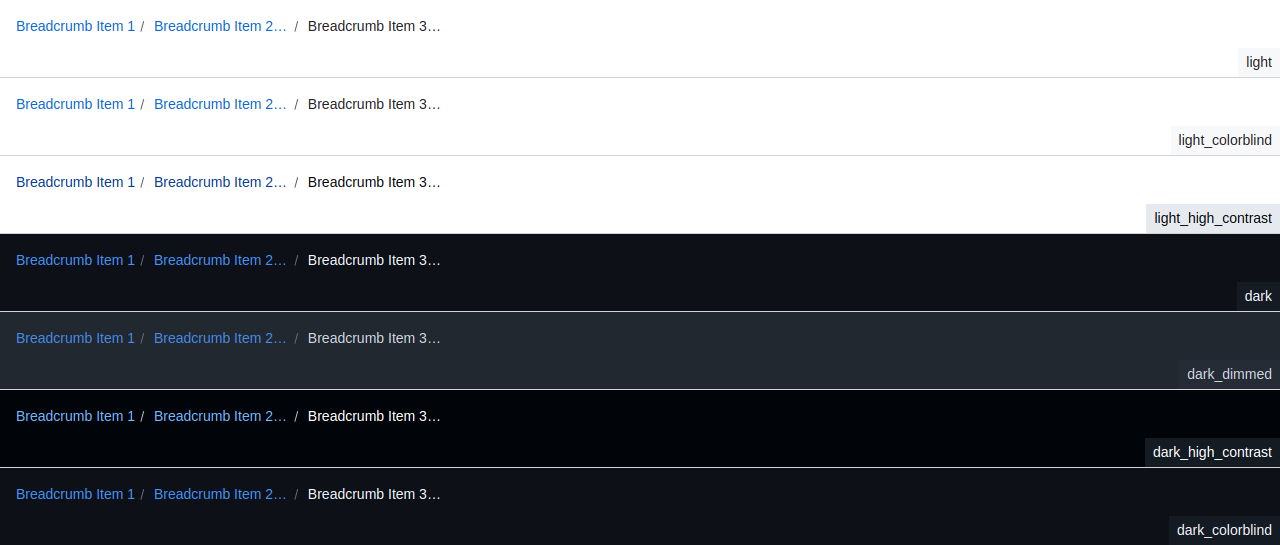 Breadcrumb Item 1 / Breadcrumb Item 2… / Breadcrumb Item 3…
light
Breadcrumb Item 1 / Breadcrumb Item 2… / Breadcrumb Item 3…
light_colorblind
Breadcrumb Item 1 / Breadcrumb Item 2… / Breadcrumb Item 3…
light_high_contrast
Breadcrumb Item 1 / Breadcrumb Item 2… / Breadcrumb Item 3…
dark
Breadcrumb Item 1 / Breadcrumb Item 2… / Breadcrumb Item 3…
dark_dimmed
Breadcrumb Item 1 / Breadcrumb Item 2… / Breadcrumb Item 3…
dark_high_contrast
Breadcrumb Item 1 / Breadcrumb Item 2… / Breadcrumb Item 3…
dark_colorblind